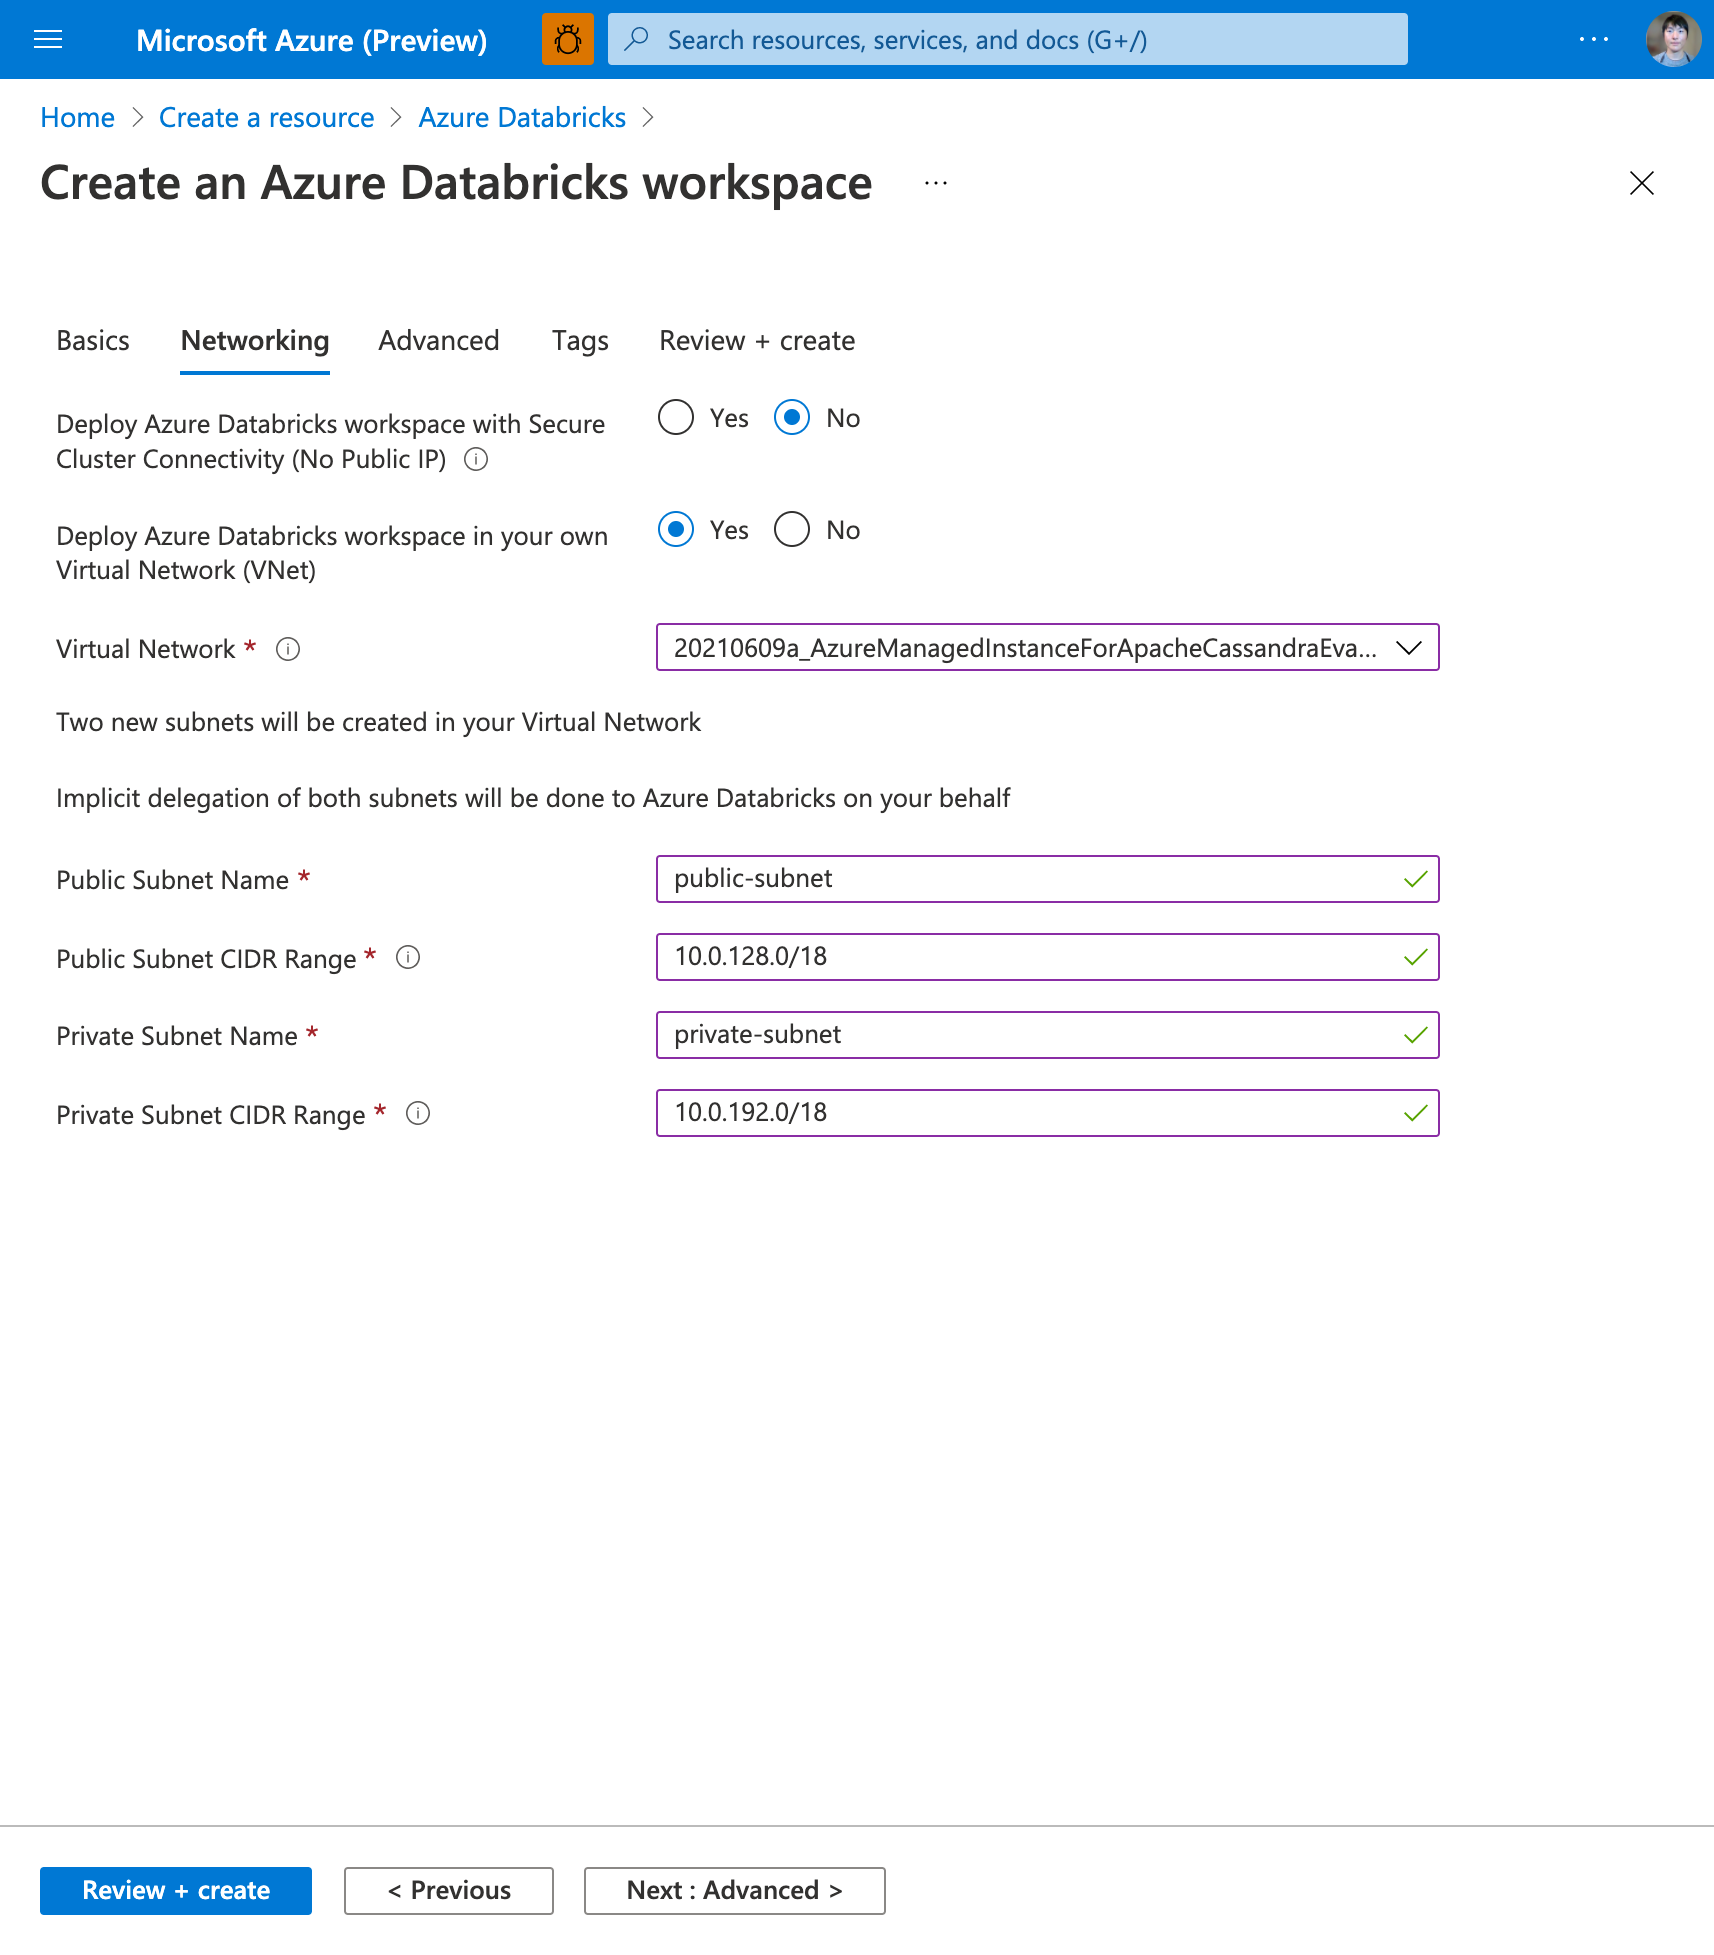 Microsoft Azure (Preview)
Search resources, services, and docs (G+/)
Home > Create a resource > Azure Databricks >
Create an Azure Databricks workspace ...
Basics Networking Advanced Tags Review + create
Deploy Azure Databricks workspace with Secure
Cluster Connectivity (No Public IP)
Yes No
Deploy Azure Databricks workspace in your own
Virtual Network (VNet)
Yes No
Virtual Network *
20210609a_AzureManagedInstanceForApacheCassandraEva...
Two new subnets will be created in your Virtual Network
Implicit delegation of both subnets will be done to Azure Databricks on your behalf
Public Subnet Name *
public-subnet
Public Subnet CIDR Range *
10.0.128.0/18
Private Subnet Name *
private-subnet
Private Subnet CIDR Range *
10.0.192.0/18
Review + create
< Previous
Next : Advanced >